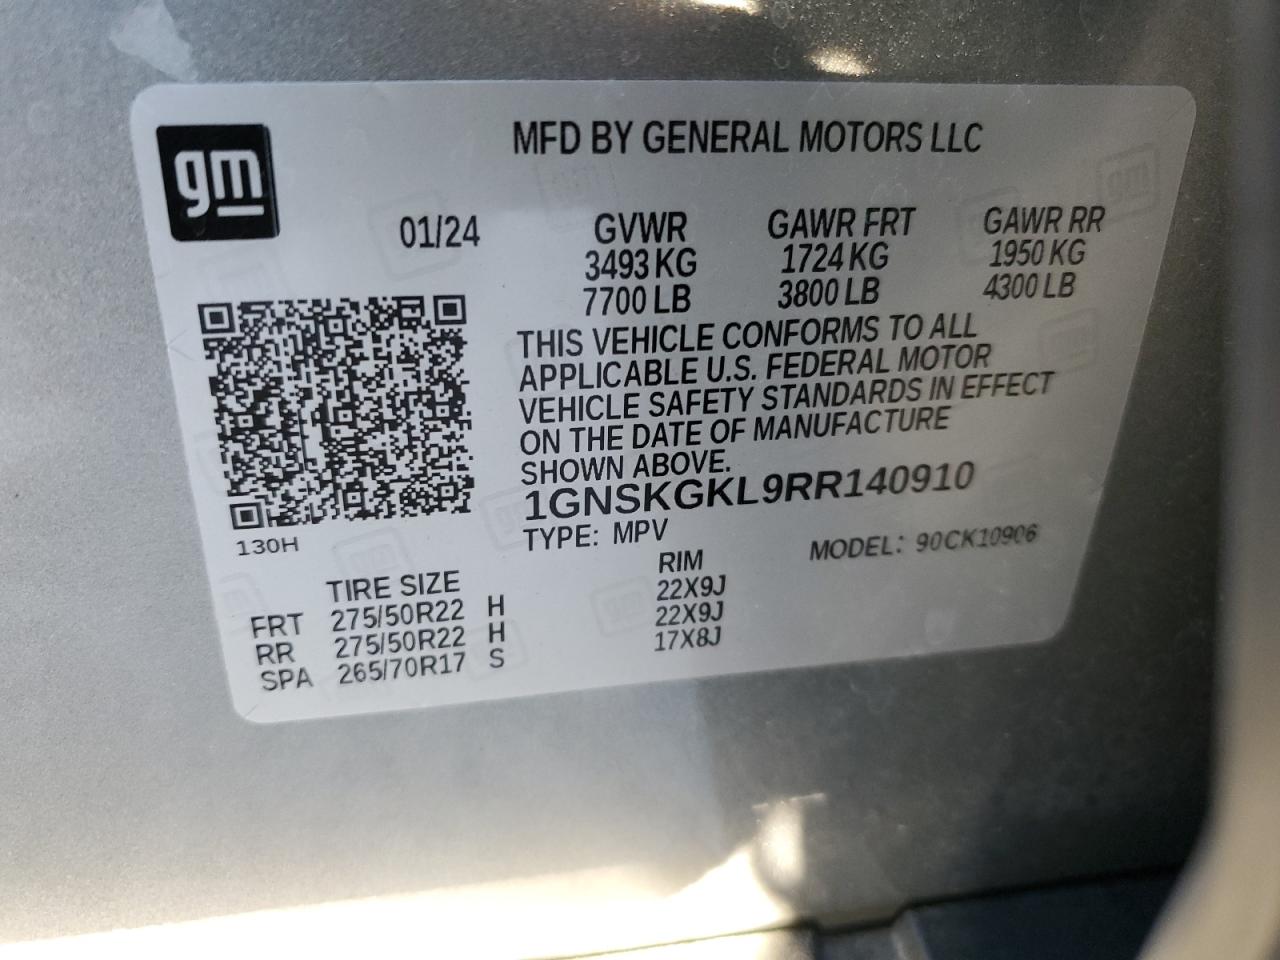 gm
MFD BY GENERAL MOTORS LLC
01/24 GVWR GAWR FRT GAWR RR
3493 KG 1724 KG 1950 KG
7700 LB 3800 LB 4300 LB
THIS VEHICLE CONFORMS TO ALL
APPLICABLE U.S. FEDERAL MOTOR
VEHICLE SAFETY STANDARDS IN EFFECT
ON THE DATE OF MANUFACTURE
SHOWN ABOVE.
1GNSKGKL9RR140910
130H
TYPE: MPV MODEL: 90CK10906
TIRE SIZE RIM
FRT 275/50R22 H 22X9J
RR 275/50R22 H 22X9J
SPA 265/70R17 S 17X8J